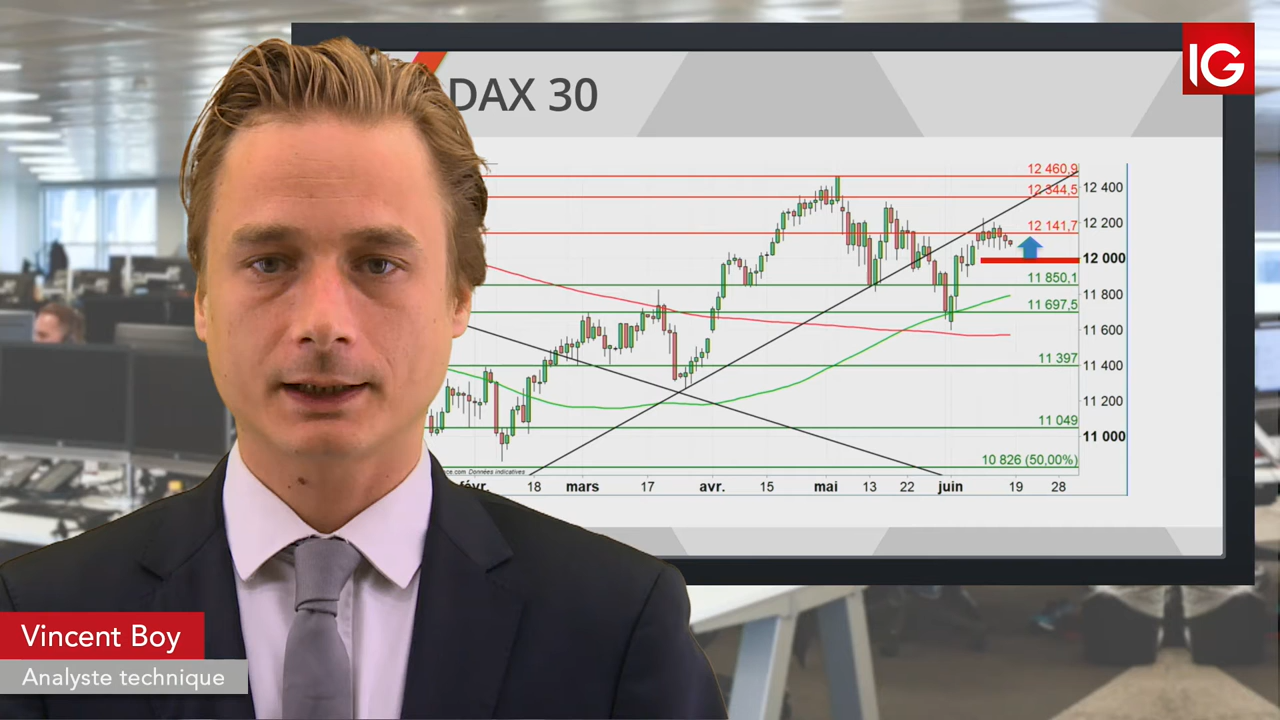 IG
DAX 30
12 460,9
12 344,5
12 141,7
11 850,1
11 697,5
11 397
11 049
10 826 (50,00%)
12 400
12 200
12 000
11 800
11 600
11 400
11 200
11 000
Données indicatives
févr. 18 mars 17 avr. 15 mai 13 22 juin 19 28
Vincent Boy
Analyste technique